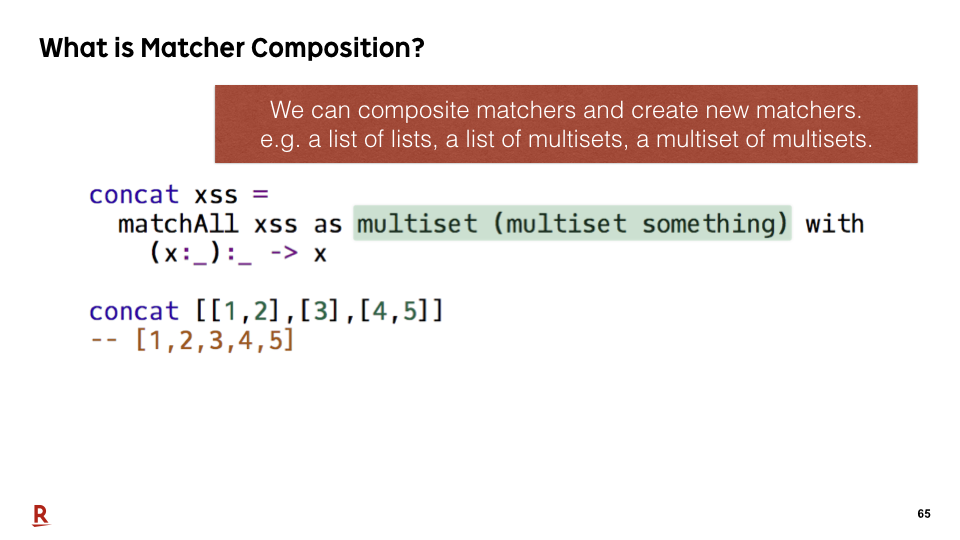 What is Matcher Composition?
We can composite matchers and create new matchers.
e.g. a list of lists, a list of multisets, a multiset of multisets.
concat xss =
  matchAll xss as multiset (multiset something) with
    (x:_):_ -> x
concat [[1,2],[3],[4,5]]
-- [1,2,3,4,5]
R
65